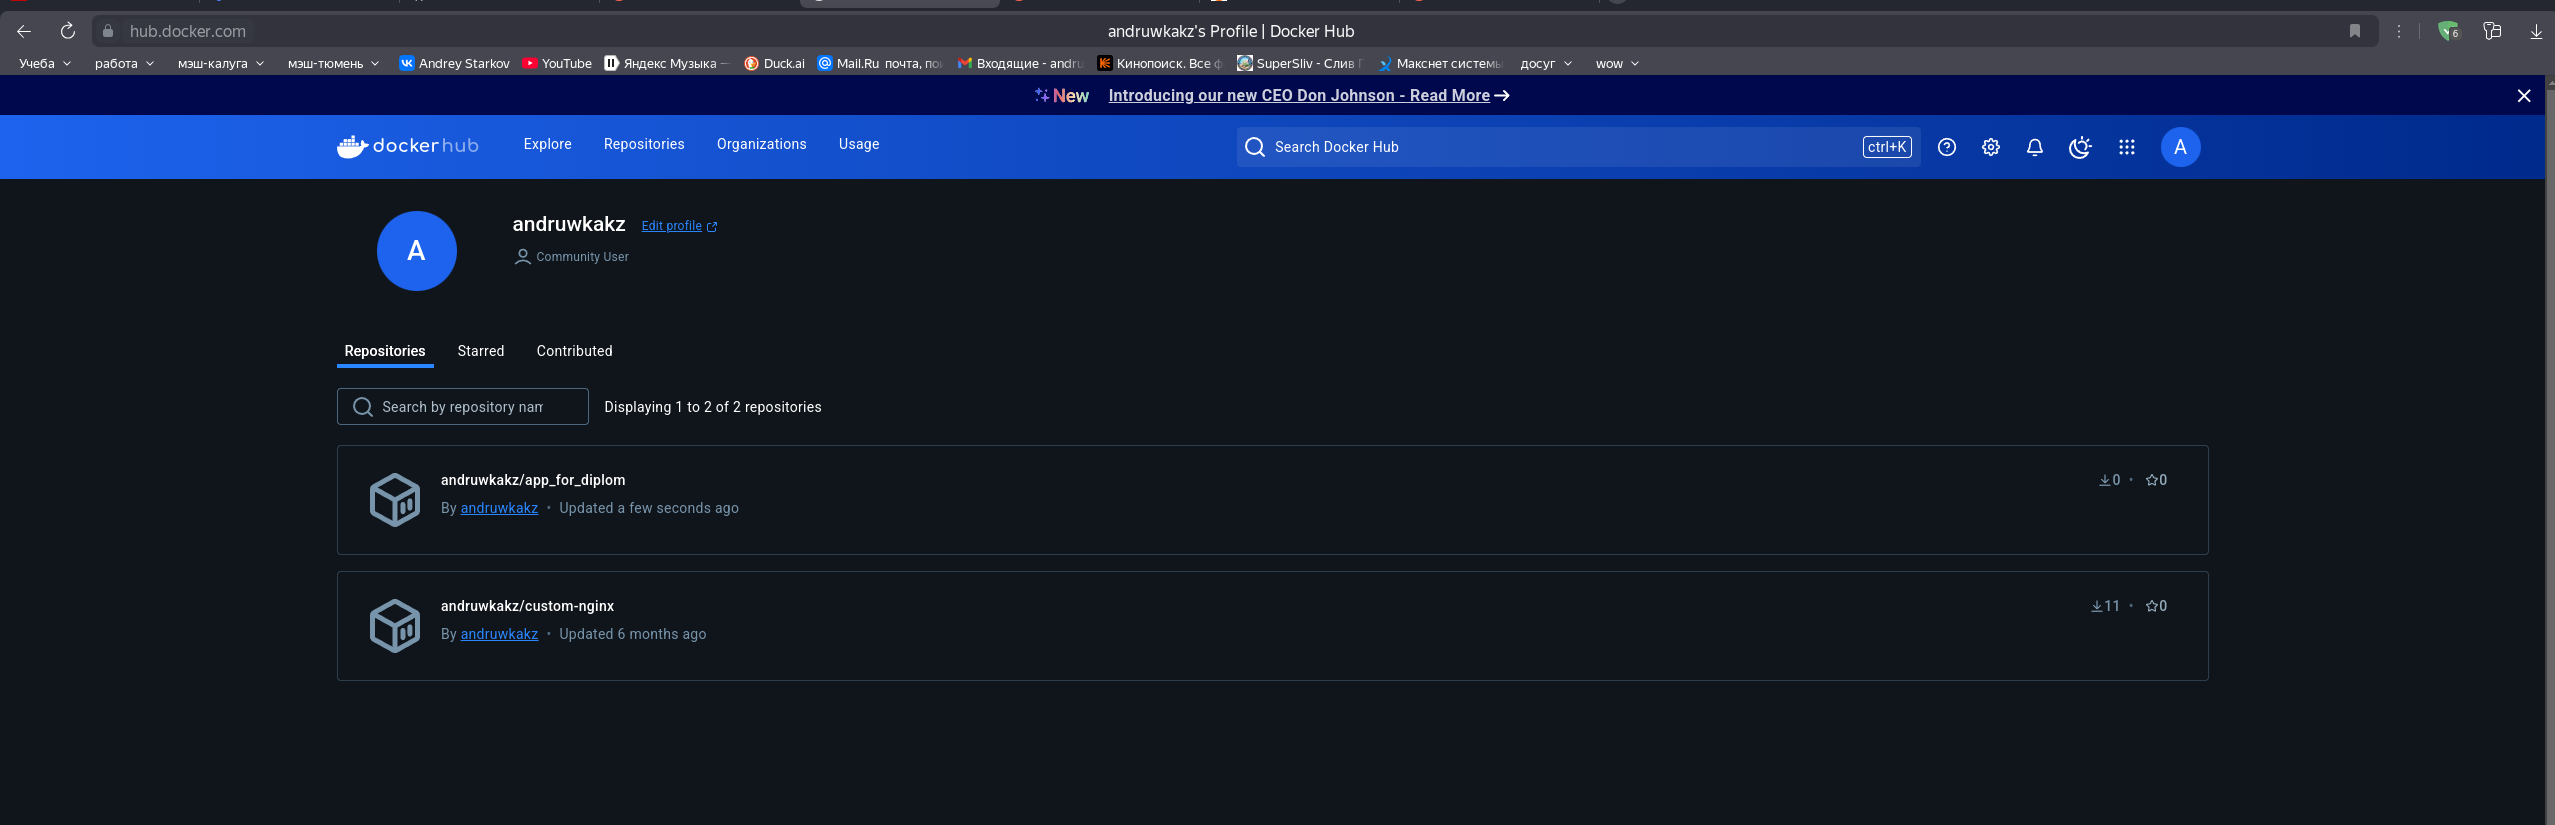 hub.docker.com
andruwkakz's Profile | Docker Hub
6
Учеба
работа
мэш-калуга
мэш-тюмень
Andrey Starkov
YouTube
Яндекс Музыка —
Duck.ai
Mail.Ru почта, пои
Входящие - andru
Кинопоиск. Все ф
SuperSliv - Слив Г
Макснет системы
досуг
wow
New
Introducing our new CEO Don Johnson - Read More
dockerhub
Explore
Repositories
Organizations
Usage
Search Docker Hub
ctrl+K
A
A
andruwkakz
Edit profile
Community User
Repositories
Starred
Contributed
Search by repository nam
Displaying 1 to 2 of 2 repositories
andruwkakz/app_for_diplom
0 • 0
By andruwkakz • Updated a few seconds ago
andruwkakz/custom-nginx
11 • 0
By andruwkakz • Updated 6 months ago